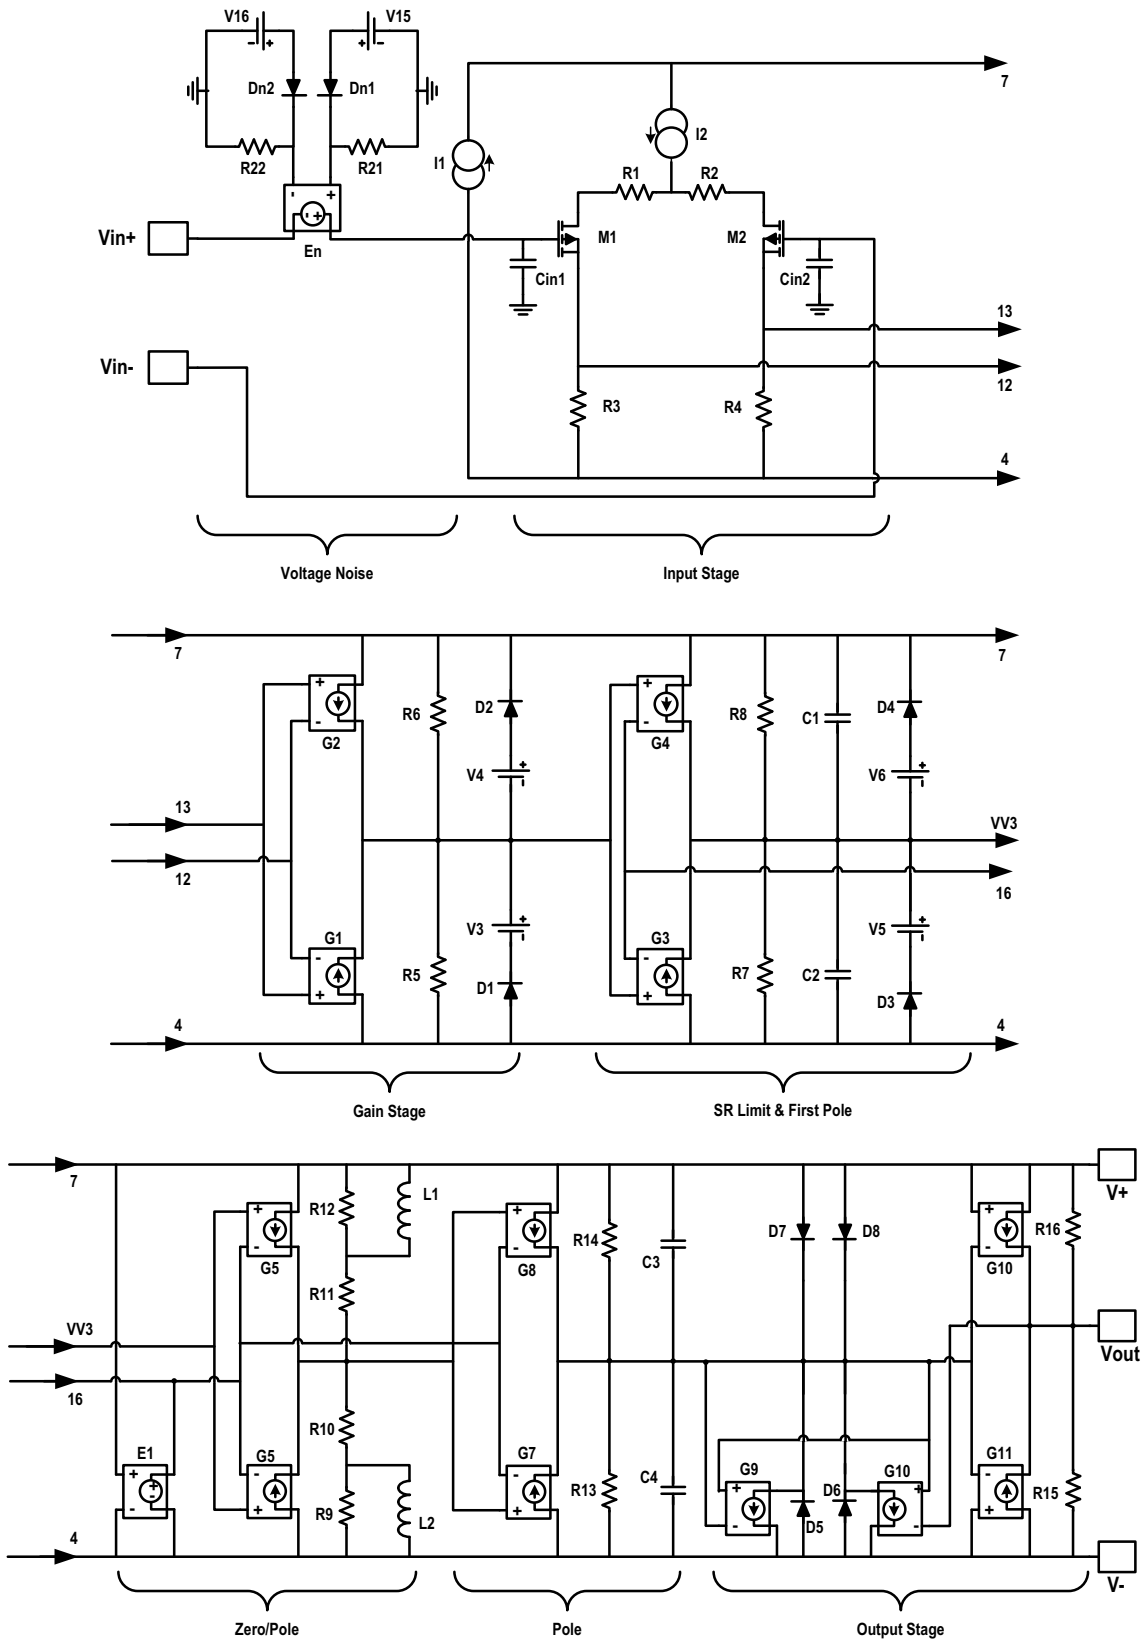 V16
V15
- +
+ -
Dn2
Dn1
R22
R21
I1
I2
7
R1
R2
- +
- +
Vin+
En
M1
M2
Cin1
Cin2
13
Vin-
12
R3
R4
4
Voltage Noise
Input Stage
7
7
+
-
G2
R6
D2
+
-
G4
R8
C1
D4
V4
+
-
V6
+
-
13
VV3
12
16
G1
-
+
R5
V3
+
-
D1
G3
-
+
R7
C2
V5
+
-
D3
4
4
Gain Stage
SR Limit & First Pole
7
V+
+
-
G5
R12
L1
+
-
G8
R14
C3
D7
D8
+
-
G10
R16
R11
VV3
Vout
16
R10
E1
+
-
+
-
G5
-
+
R9
L2
G7
-
+
R13
C4
G9
+
-
D5
D6
G10
+
-
G11
-
+
R15
4
V-
Zero/Pole
Pole
Output Stage